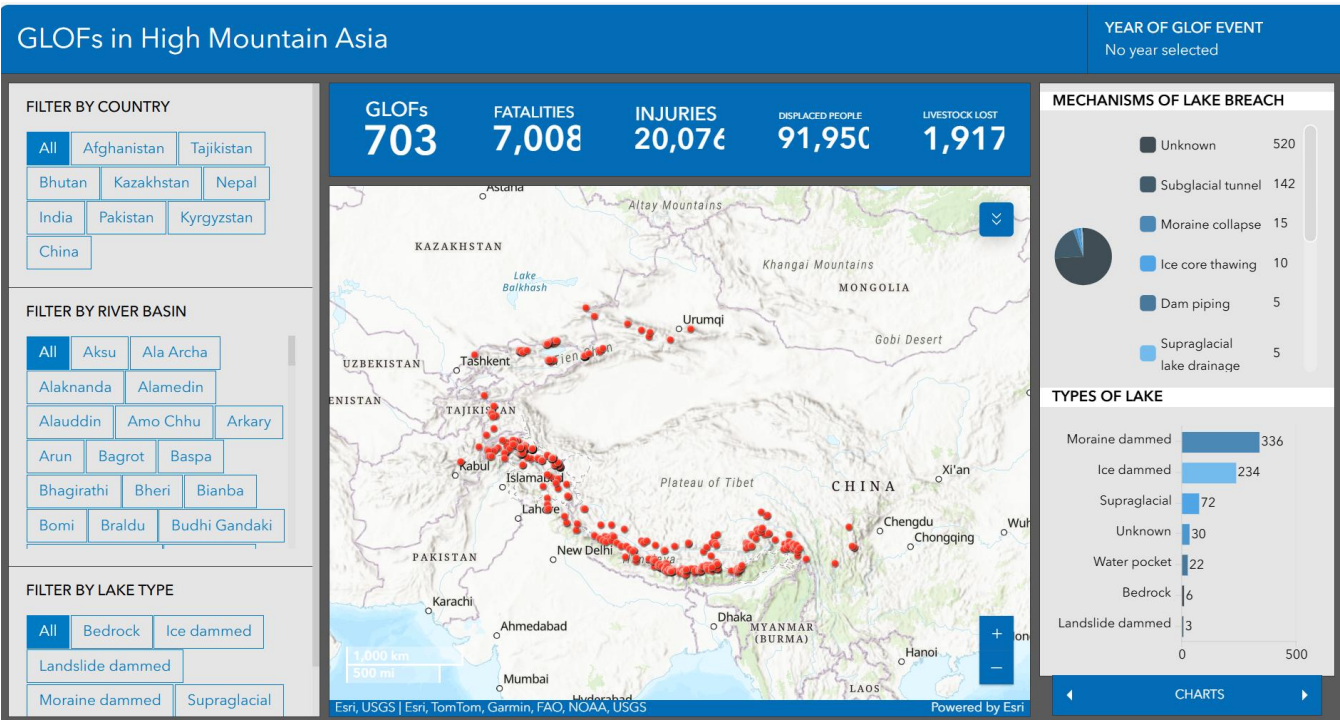 GLOFs in High Mountain Asia
YEAR OF GLOF EVENT
No year selected
FILTER BY COUNTRY
All Afghanistan Tajikistan
Bhutan Kazakhstan Nepal
India Pakistan Kyrgyzstan
China
FILTER BY RIVER BASIN
All Aksu Ala Archa
Alaknanda Alamedin
Alauddin Amo Chhu Arkary
Arun Bagrot Baspa
Bhagirathi Bheri Bianba
Bomi Braldu Budhi Gandaki
FILTER BY LAKE TYPE
All Bedrock Ice dammed
Landslide dammed
Moraine dammed Supraglacial
GLOFs FATALITIES INJURIES DISPLACED PEOPLE LIVESTOCK LOST
703 7,008 20,076 91,950 1,917
Astana
Altay Mountains
KAZAKHSTAN
Khangai Mountains
Lake
Balkhash
MONGOLIA
Urumqi
Gobi Desert
Tashkent
Tien
UZBEKISTAN
TAJIKISTAN
Kabul
Islamabad
Plateau of Tibet
CHINA
Xi'an
Lahore
Chengdu
Chongqing
New Delhi
PAKISTAN
Karachi
Ahmedabad
Dhaka
MYANMAR
(BURMA)
Hanoi
1,000 km
500 mi
Mumbai
LAOS
Hyderabad
Esri, USGS | Esri, TomTom, Garmin, FAO, NOAA, USGS
Powered by Esri
+
−
MECHANISMS OF LAKE BREACH
Unknown 520
Subglacial tunnel 142
Moraine collapse 15
Ice core thawing 10
Dam piping 5
Supraglacial
lake drainage 5
TYPES OF LAKE
Moraine dammed 336
Ice dammed 234
Supraglacial 72
Unknown 30
Water pocket 22
Bedrock 6
Landslide dammed 3
0 500
CHARTS